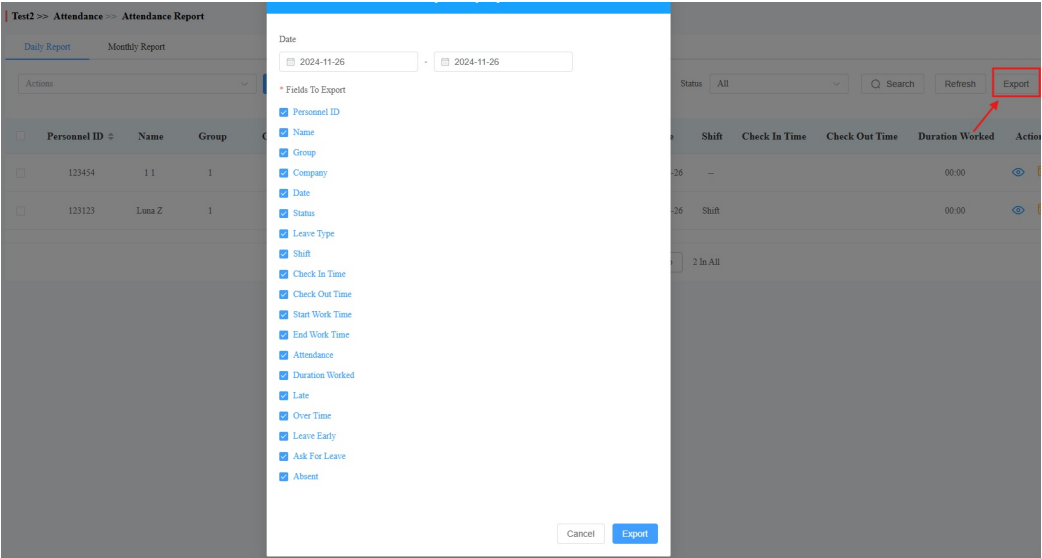 Test2 >> Attendance >> Attendance Report
Daily Report Monthly Report
Actions
Status All Search Refresh Export
Personnel ID Name Group Shift Check In Time Check Out Time Duration Worked
123454 1 1 1 -26 -- 00:00
123123 Luna Z 1 -26 Shift 00:00
2 In All
Date
2024-11-26 - 2024-11-26
* Fields To Export
Personnel ID
Name
Group
Company
Date
Status
Leave Type
Shift
Check In Time
Check Out Time
Start Work Time
End Work Time
Attendance
Duration Worked
Late
Over Time
Leave Early
Ask For Leave
Absent
Cancel Export